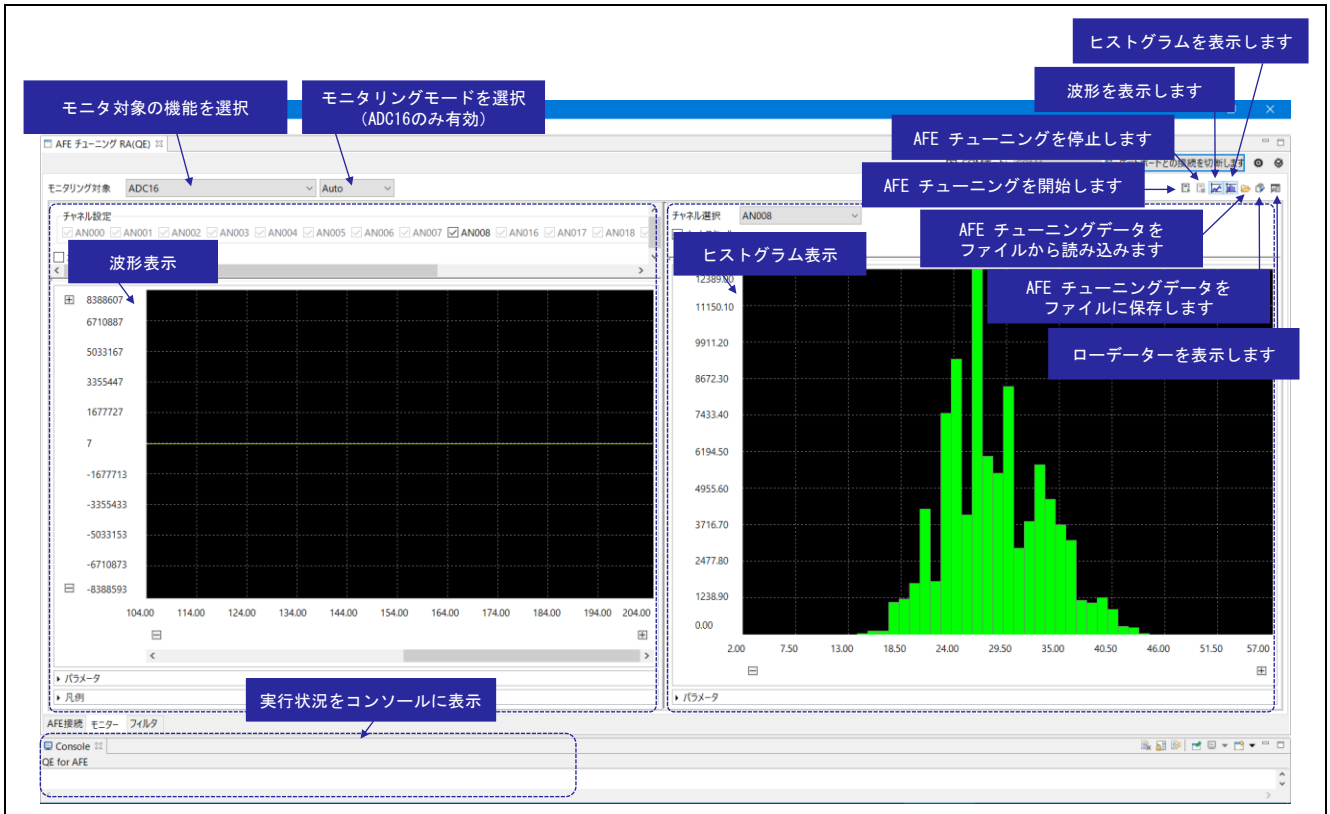 ヒストグラムを表示します
波形を表示します
モニタ対象の機能を選択
モニタリングモードを選択
(ADC16のみ有効)
AFE チューニングを停止します
AFE チューニング RA(QE)
ボードとの接続を切断します
AFE チューニングを開始します
モニタリング対象 ADC16 Auto
チャネル設定
AN000 AN001 AN002 AN003 AN004 AN005 AN006 AN007 AN008 AN016 AN017 AN018
チャネル選択 AN008
AFE チューニングデータを
ファイルから読み込みます
波形表示
ヒストグラム表示
AFE チューニングデータを
ファイルに保存します
ローデーターを表示します
8388607
6710887
5033167
3355447
1677727
7
-1677713
-3355433
-5033153
-6710873
-8388593
104.00 114.00 124.00 134.00 144.00 154.00 164.00 174.00 184.00 194.00 204.00
12389.00
11150.10
9911.20
8672.30
7433.40
6194.50
4955.60
3716.70
2477.80
1238.90
0.00
2.00 7.50 13.00 18.50 24.00 29.50 35.00 40.50 46.00 51.50 57.00
パラメータ
凡例
パラメータ
実行状況をコンソールに表示
AFE接続 モニター フィルタ
Console
QE for AFE